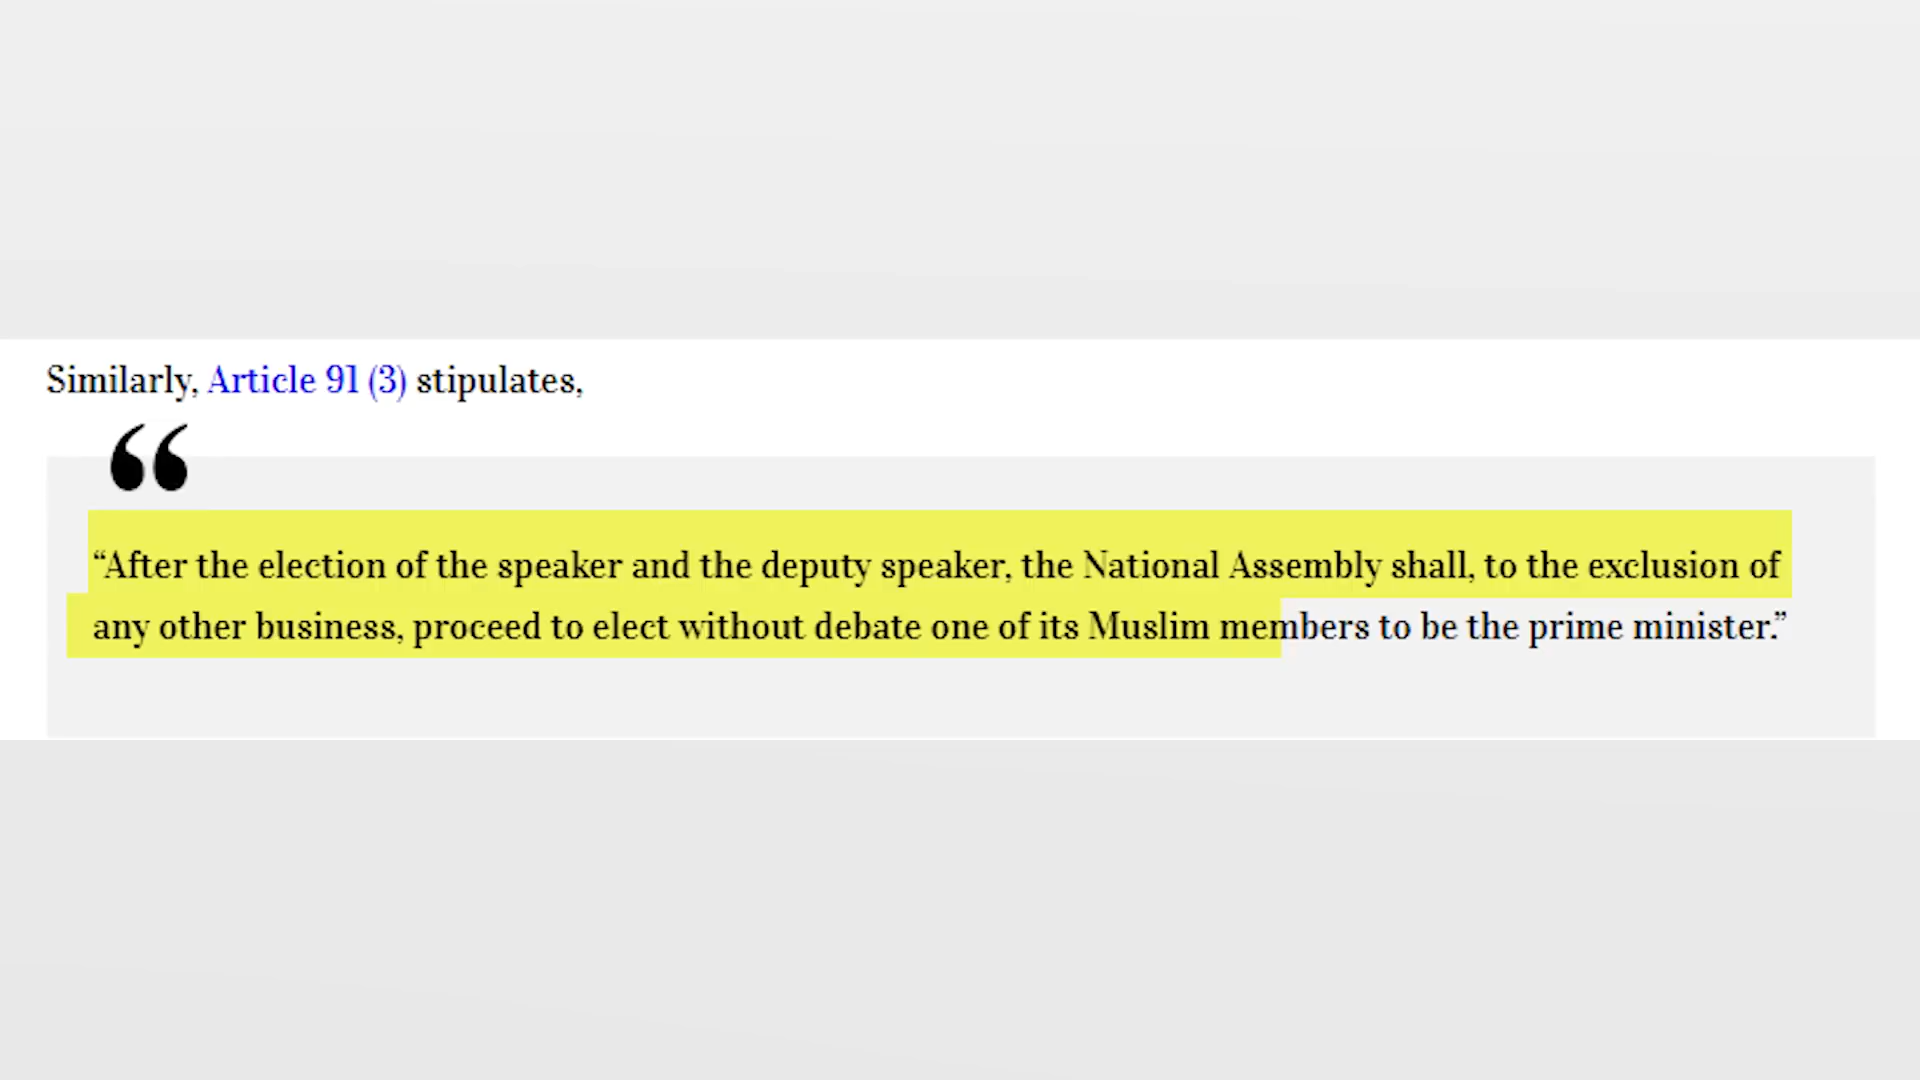 Similarly, Article 91 (3) stipulates,
“
“After the election of the speaker and the deputy speaker, the National Assembly shall, to the exclusion of
any other business, proceed to elect without debate one of its Muslim members to be the prime minister.”